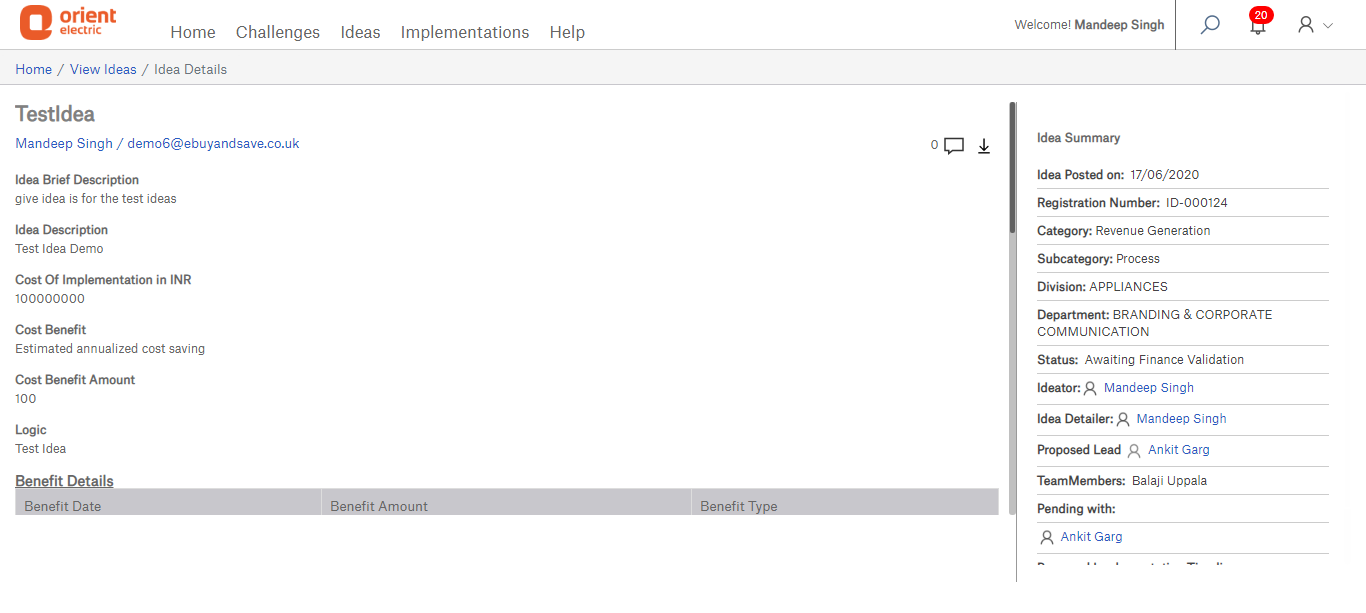 orient
electric
Home Challenges Ideas Implementations Help
Welcome! Mandeep Singh
20
Home / View Ideas / Idea Details
TestIdea
Mandeep Singh / demo6@ebuyandsave.co.uk
0
Idea Brief Description
give idea is for the test ideas
Idea Description
Test Idea Demo
Cost Of Implementation in INR
100000000
Cost Benefit
Estimated annualized cost saving
Cost Benefit Amount
100
Logic
Test Idea
Benefit Details
Benefit Date Benefit Amount Benefit Type
Idea Summary
Idea Posted on: 17/06/2020
Registration Number: ID-000124
Category: Revenue Generation
Subcategory: Process
Division: APPLIANCES
Department: BRANDING & CORPORATE
COMMUNICATION
Status: Awaiting Finance Validation
Ideator: Mandeep Singh
Idea Detailer: Mandeep Singh
Proposed Lead Ankit Garg
TeamMembers: Balaji Uppala
Pending with:
Ankit Garg